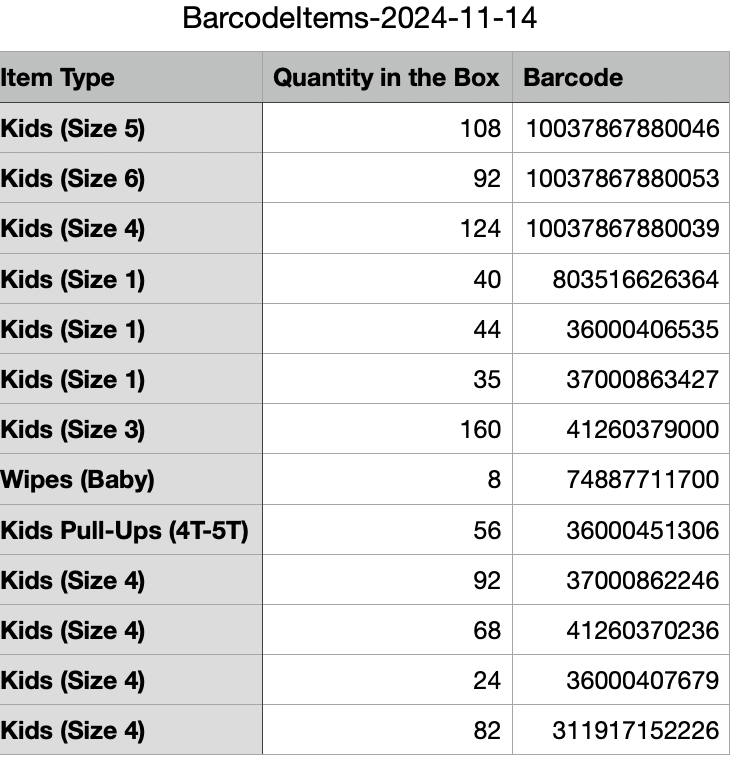 BarcodeItems-2024-11-14
Item Type Quantity in the Box Barcode
Kids (Size 5) 108 10037867880046
Kids (Size 6) 92 10037867880053
Kids (Size 4) 124 10037867880039
Kids (Size 1) 40 803516626364
Kids (Size 1) 44 36000406535
Kids (Size 1) 35 37000863427
Kids (Size 3) 160 41260379000
Wipes (Baby) 8 74887711700
Kids Pull-Ups (4T-5T) 56 36000451306
Kids (Size 4) 92 37000862246
Kids (Size 4) 68 41260370236
Kids (Size 4) 24 36000407679
Kids (Size 4) 82 311917152226